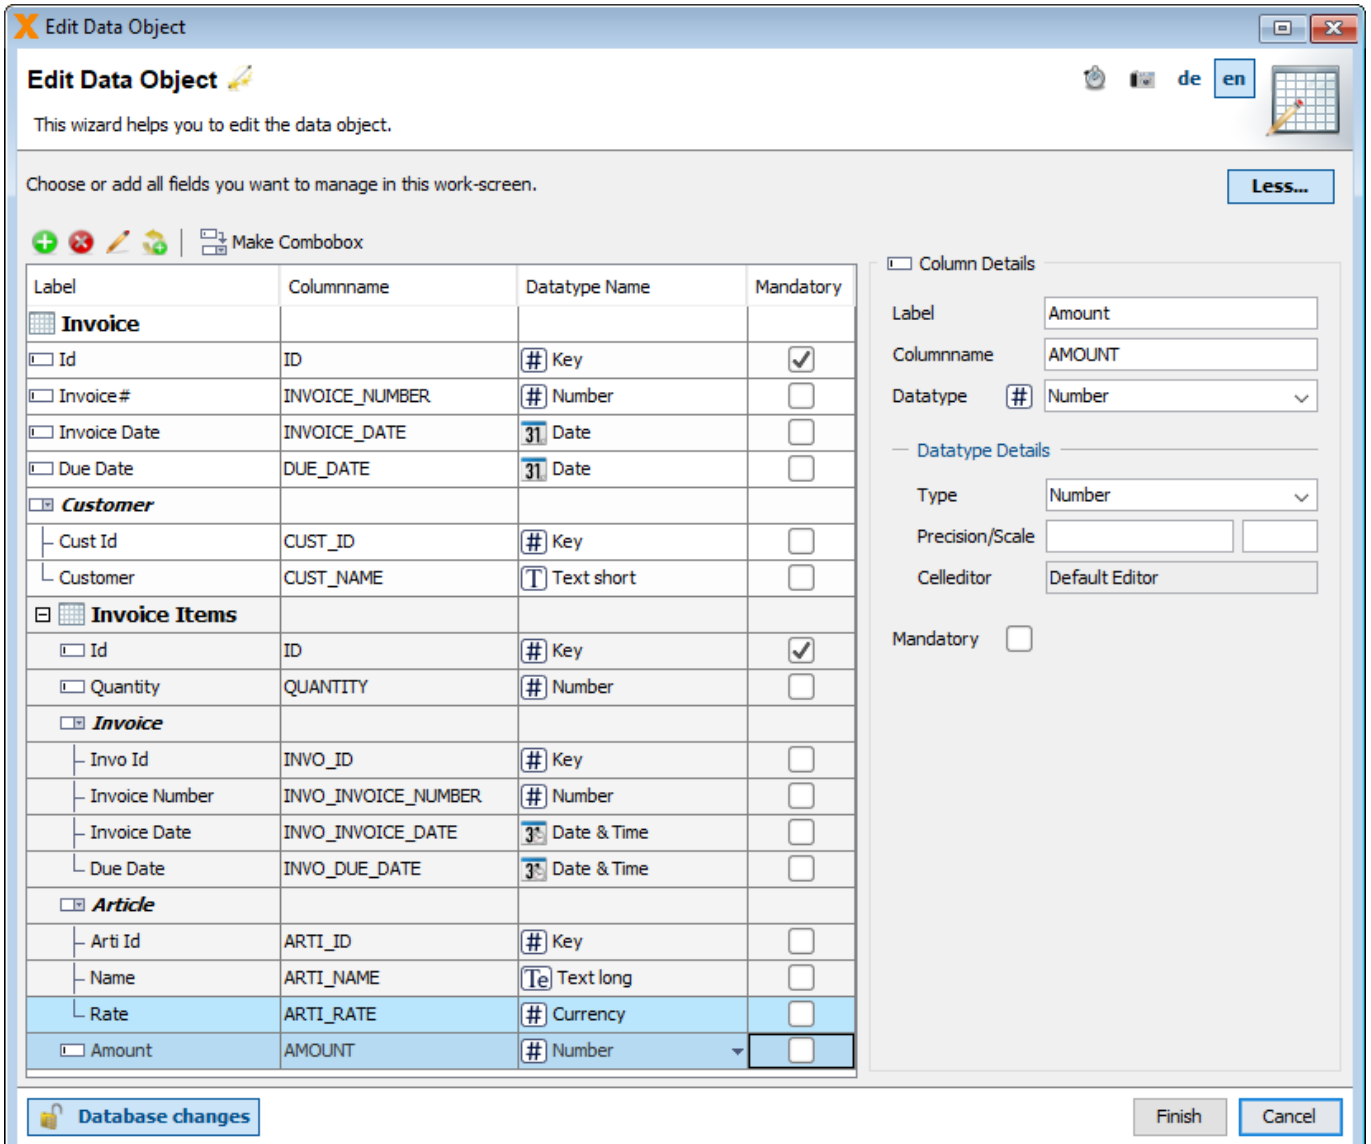 Edit Data Object
Edit Data Object
de en
This wizard helps you to edit the data object.
Choose or add all fields you want to manage in this work-screen.
Less...
Make Combobox
Label Columnname Datatype Name Mandatory
Invoice
Id ID # Key
Invoice# INVOICE_NUMBER # Number
Invoice Date INVOICE_DATE 31 Date
Due Date DUE_DATE 31 Date
Customer
Cust Id CUST_ID # Key
Customer CUST_NAME T Text short
Invoice Items
Id ID # Key
Quantity QUANTITY # Number
Invoice
Invo Id INVO_ID # Key
Invoice Number INVO_INVOICE_NUMBER # Number
Invoice Date INVO_INVOICE_DATE Date & Time
Due Date INVO_DUE_DATE Date & Time
Article
Arti Id ARTI_ID # Key
Name ARTI_NAME Te Text long
Rate ARTI_RATE # Currency
Amount AMOUNT # Number
Column Details
Label Amount
Columnname AMOUNT
Datatype # Number
Datatype Details
Type Number
Precision/Scale
Celleditor Default Editor
Mandatory
Database changes
Finish Cancel